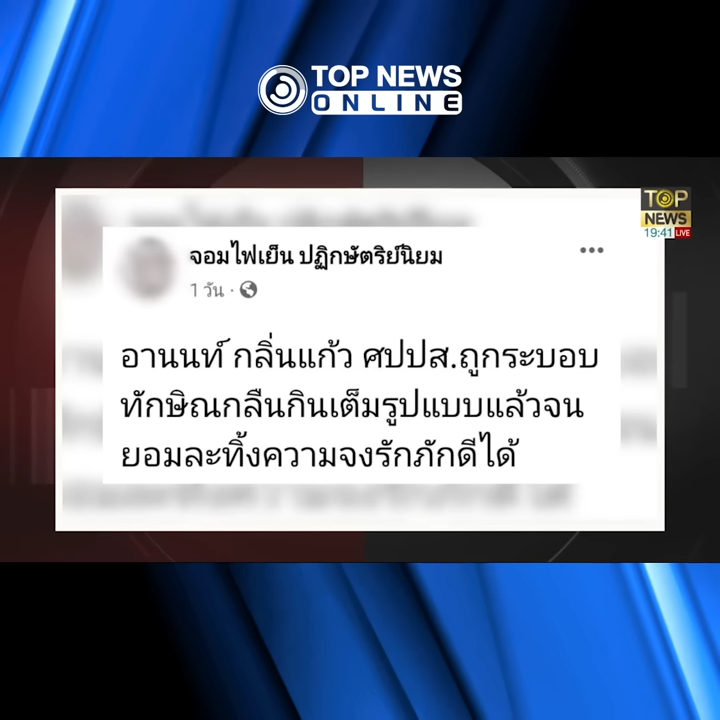 TOP NEWS
ONLINE
TOP
NEWS
19:41 LIVE
จอมไฟเย็น ปฏิกษัตริย์นิยม
1 วัน ·
อานนท์ กลิ่นแก้ว ศปปส.ถูกระบอบ
ทักษิณกลืนกินเต็มรูปแบบแล้วจน
ยอมละทิ้งความจงรักภักดีได้